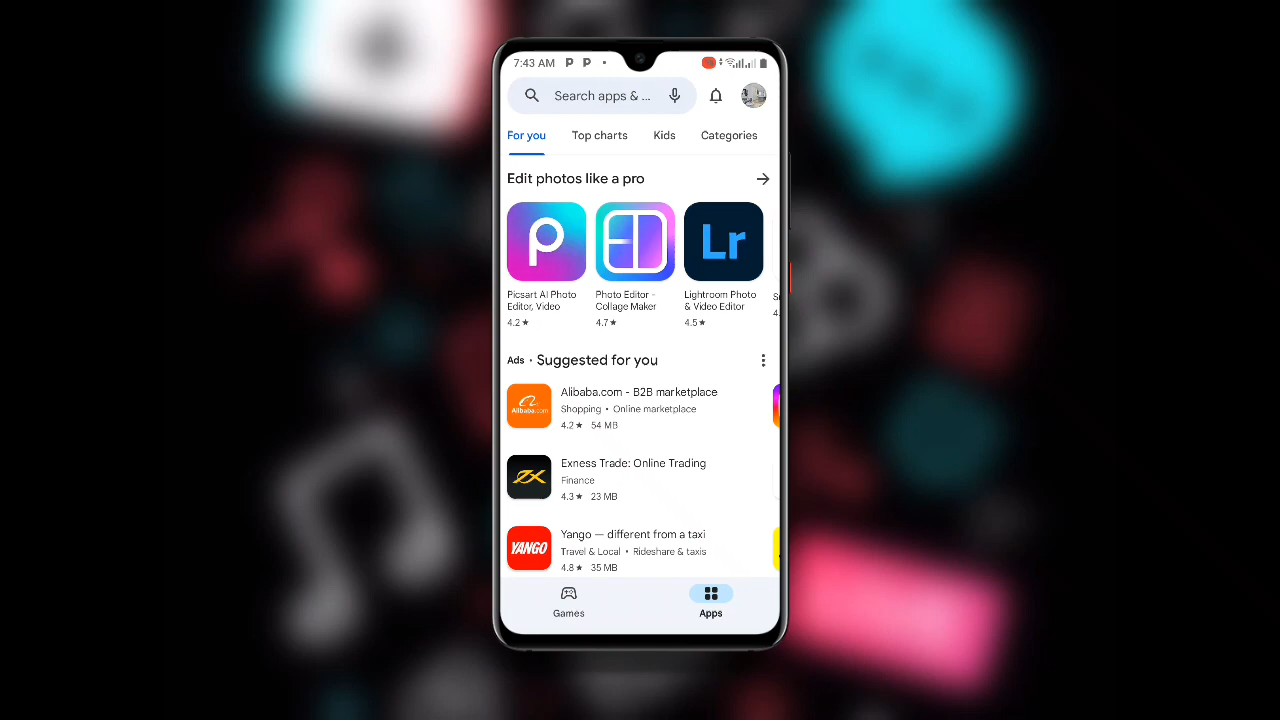 7:43 AM
Search apps & ...
For you Top charts Kids Categories
Edit photos like a pro
P
Lr
Picsart AI Photo
Editor, Video
4.2★
Photo Editor -
Collage Maker
4.7★
Lightroom Photo
& Video Editor
4.5★
4.
Ads • Suggested for you
Alibaba.com
Alibaba.com - B2B marketplace
Shopping • Online marketplace
4.2★ 54 MB
Exness Trade: Online Trading
Finance
4.3★ 23 MB
YANGO
Yango — different from a taxi
Travel & Local • Rideshare & taxis
4.8★ 35 MB
Games Apps